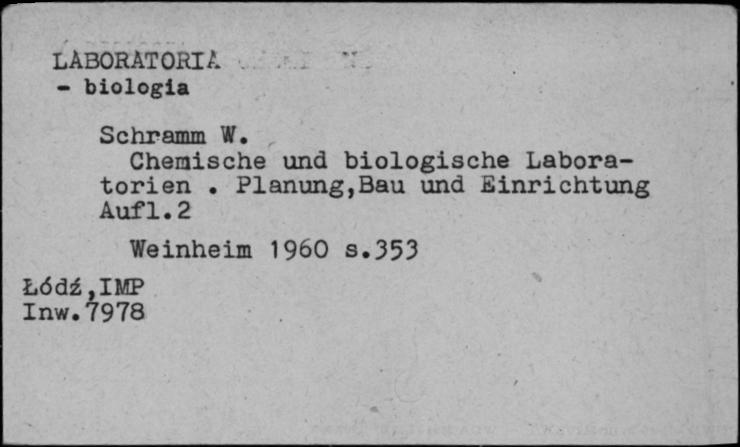 LABORATORIA
- biologia
Schramm W.
Chemische und biologische Labora-
torien . Planung,Bau und Einrichtung
Aufl.2
Weinheim 1960 s.353
Łódź,IMP
Inw.7978